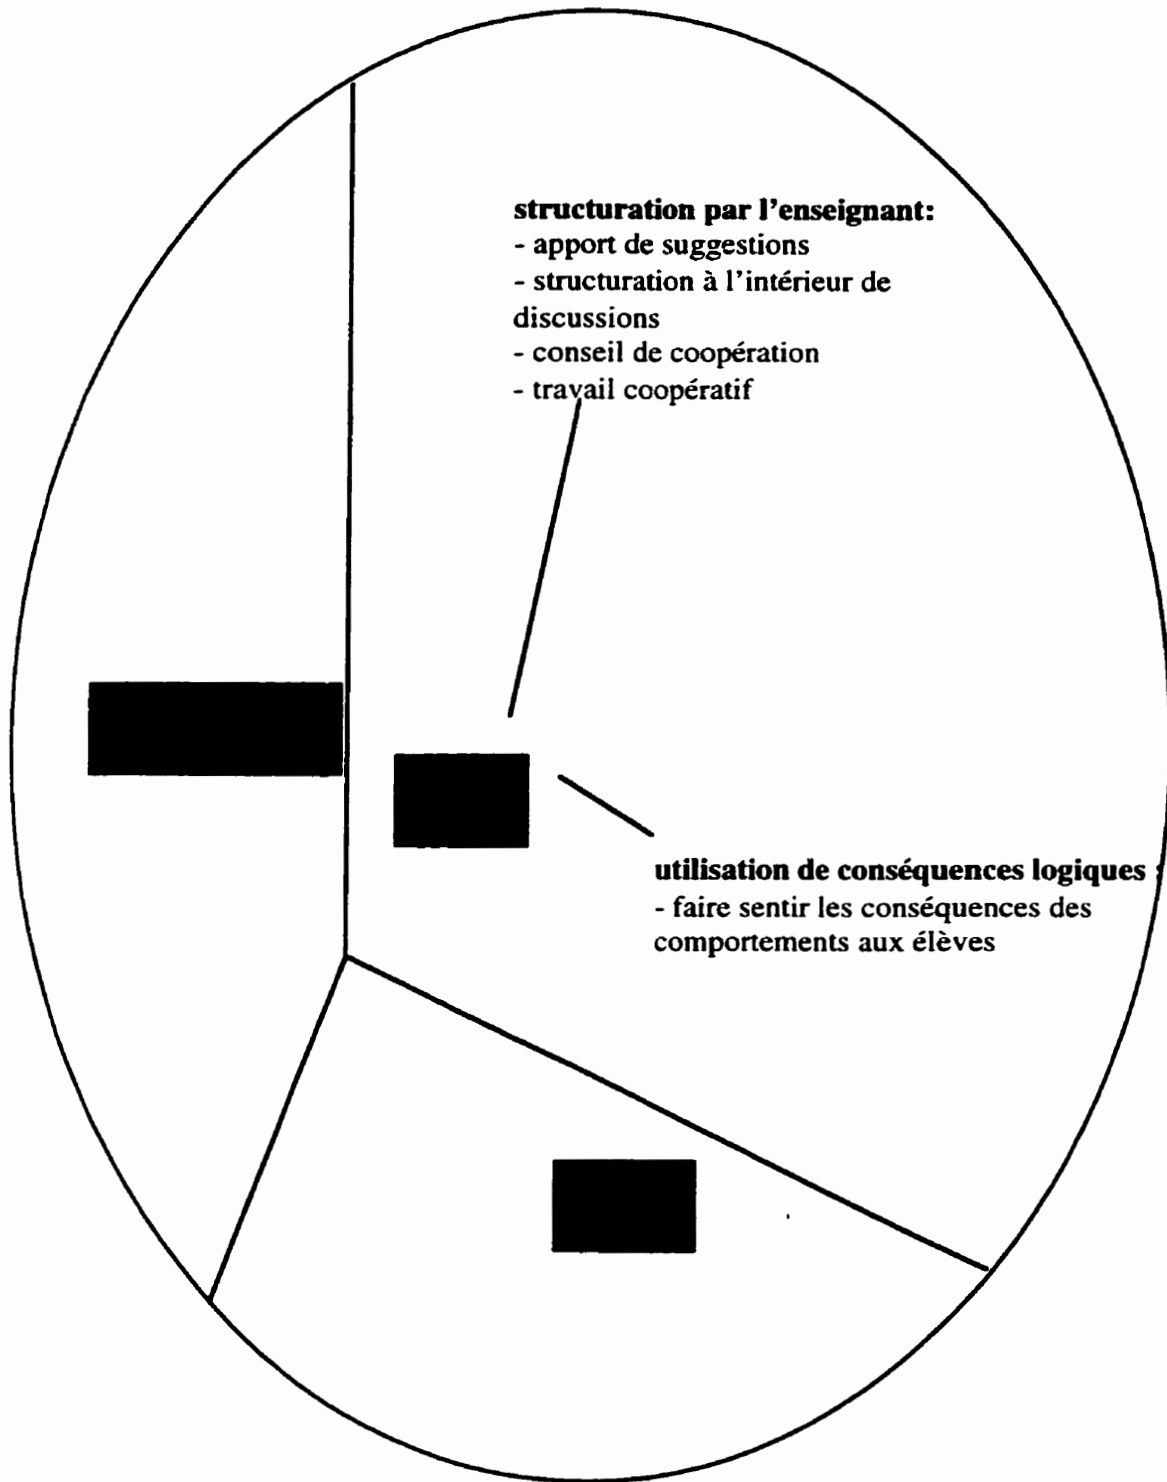 structuration par l'enseignant:
- apport de suggestions
- structuration à l'intérieur de
discussions
- conseil de coopération
- travail coopératif
utilisation de conséquences logiques :
- faire sentir les conséquences des
comportements aux élèves